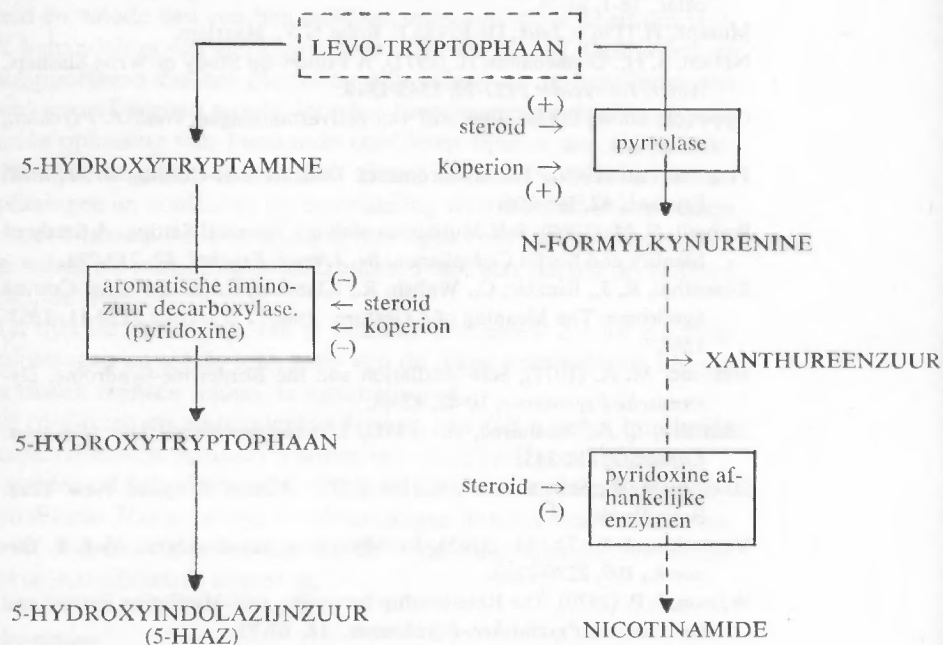 LEVO-TRYPTOPHAAN
(+)
steroid →
koperion →
(+)
pyrrolase
5-HYDROXYTRYPTAMINE
N-FORMYLKYNURENINE
aromatische amino-
zuur decarboxylase.
(pyridoxine)
(−)
← steroid
← koperion
(−)
XANTHUREENZUUR
5-HYDROXYTRYPTOPHAAN
steroid →
(−)
pyridoxine af-
hankelijke
enzymen
5-HYDROXYINDOLAZIJNZUUR
(5-HIAZ)
NICOTINAMIDE